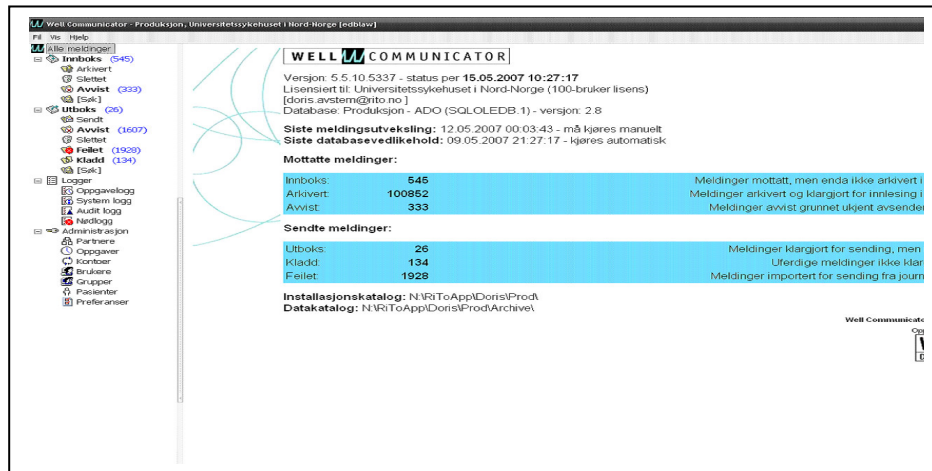 Well Communicator - Produksjon, Universitetssykehuset i Nord-Norge [edblaw]
Fil Vis Hjelp
Alle meldinger
Innboks (545)
Arkivert
Slettet
Avvist (333)
[Søk]
Utboks (26)
Sendt
Avvist (1607)
Slettet
Feilet (1928)
Kladd (134)
[Søk]
Logger
Oppgavelogg
System logg
Audit logg
Nødlogg
Administrasjon
Partnere
Oppgaver
Kontoer
Brukere
Grupper
Pasienter
Preferanser
WELL COMMUNICATOR
Versjon: 5.5.10.5337 - status per 15.05.2007 10:27:17
Lisensiert til: Universitetssykehuset i Nord-Norge (100-bruker lisens)
[doris.avstem@rito.no ]
Database: Produksjon - ADO (SQLOLEDB.1) - versjon: 2.8
Siste meldingsutveksling: 12.05.2007 00:03:43 - må kjøres manuelt
Siste databasevedlikehold: 09.05.2007 21:27:17 - kjøres automatisk
Mottatte meldinger:
Innboks: 545 Meldinger mottatt, men enda ikke arkivert i
Arkivert: 100852 Meldinger arkivert og klargjort for innlesing i
Avvist: 333 Meldinger avvist grunnet ukjent avsender
Sendte meldinger:
Utboks: 26 Meldinger klargjort for sending, men
Kladd: 134 Uferdige meldinger ikke klar
Feilet: 1928 Meldinger importert for sending fra journ
Installasjonskatalog: N:\RiToApp\Doris\Prod\
Datakatalog: N:\RiToApp\Doris\Prod\Archive\
Well Communicato